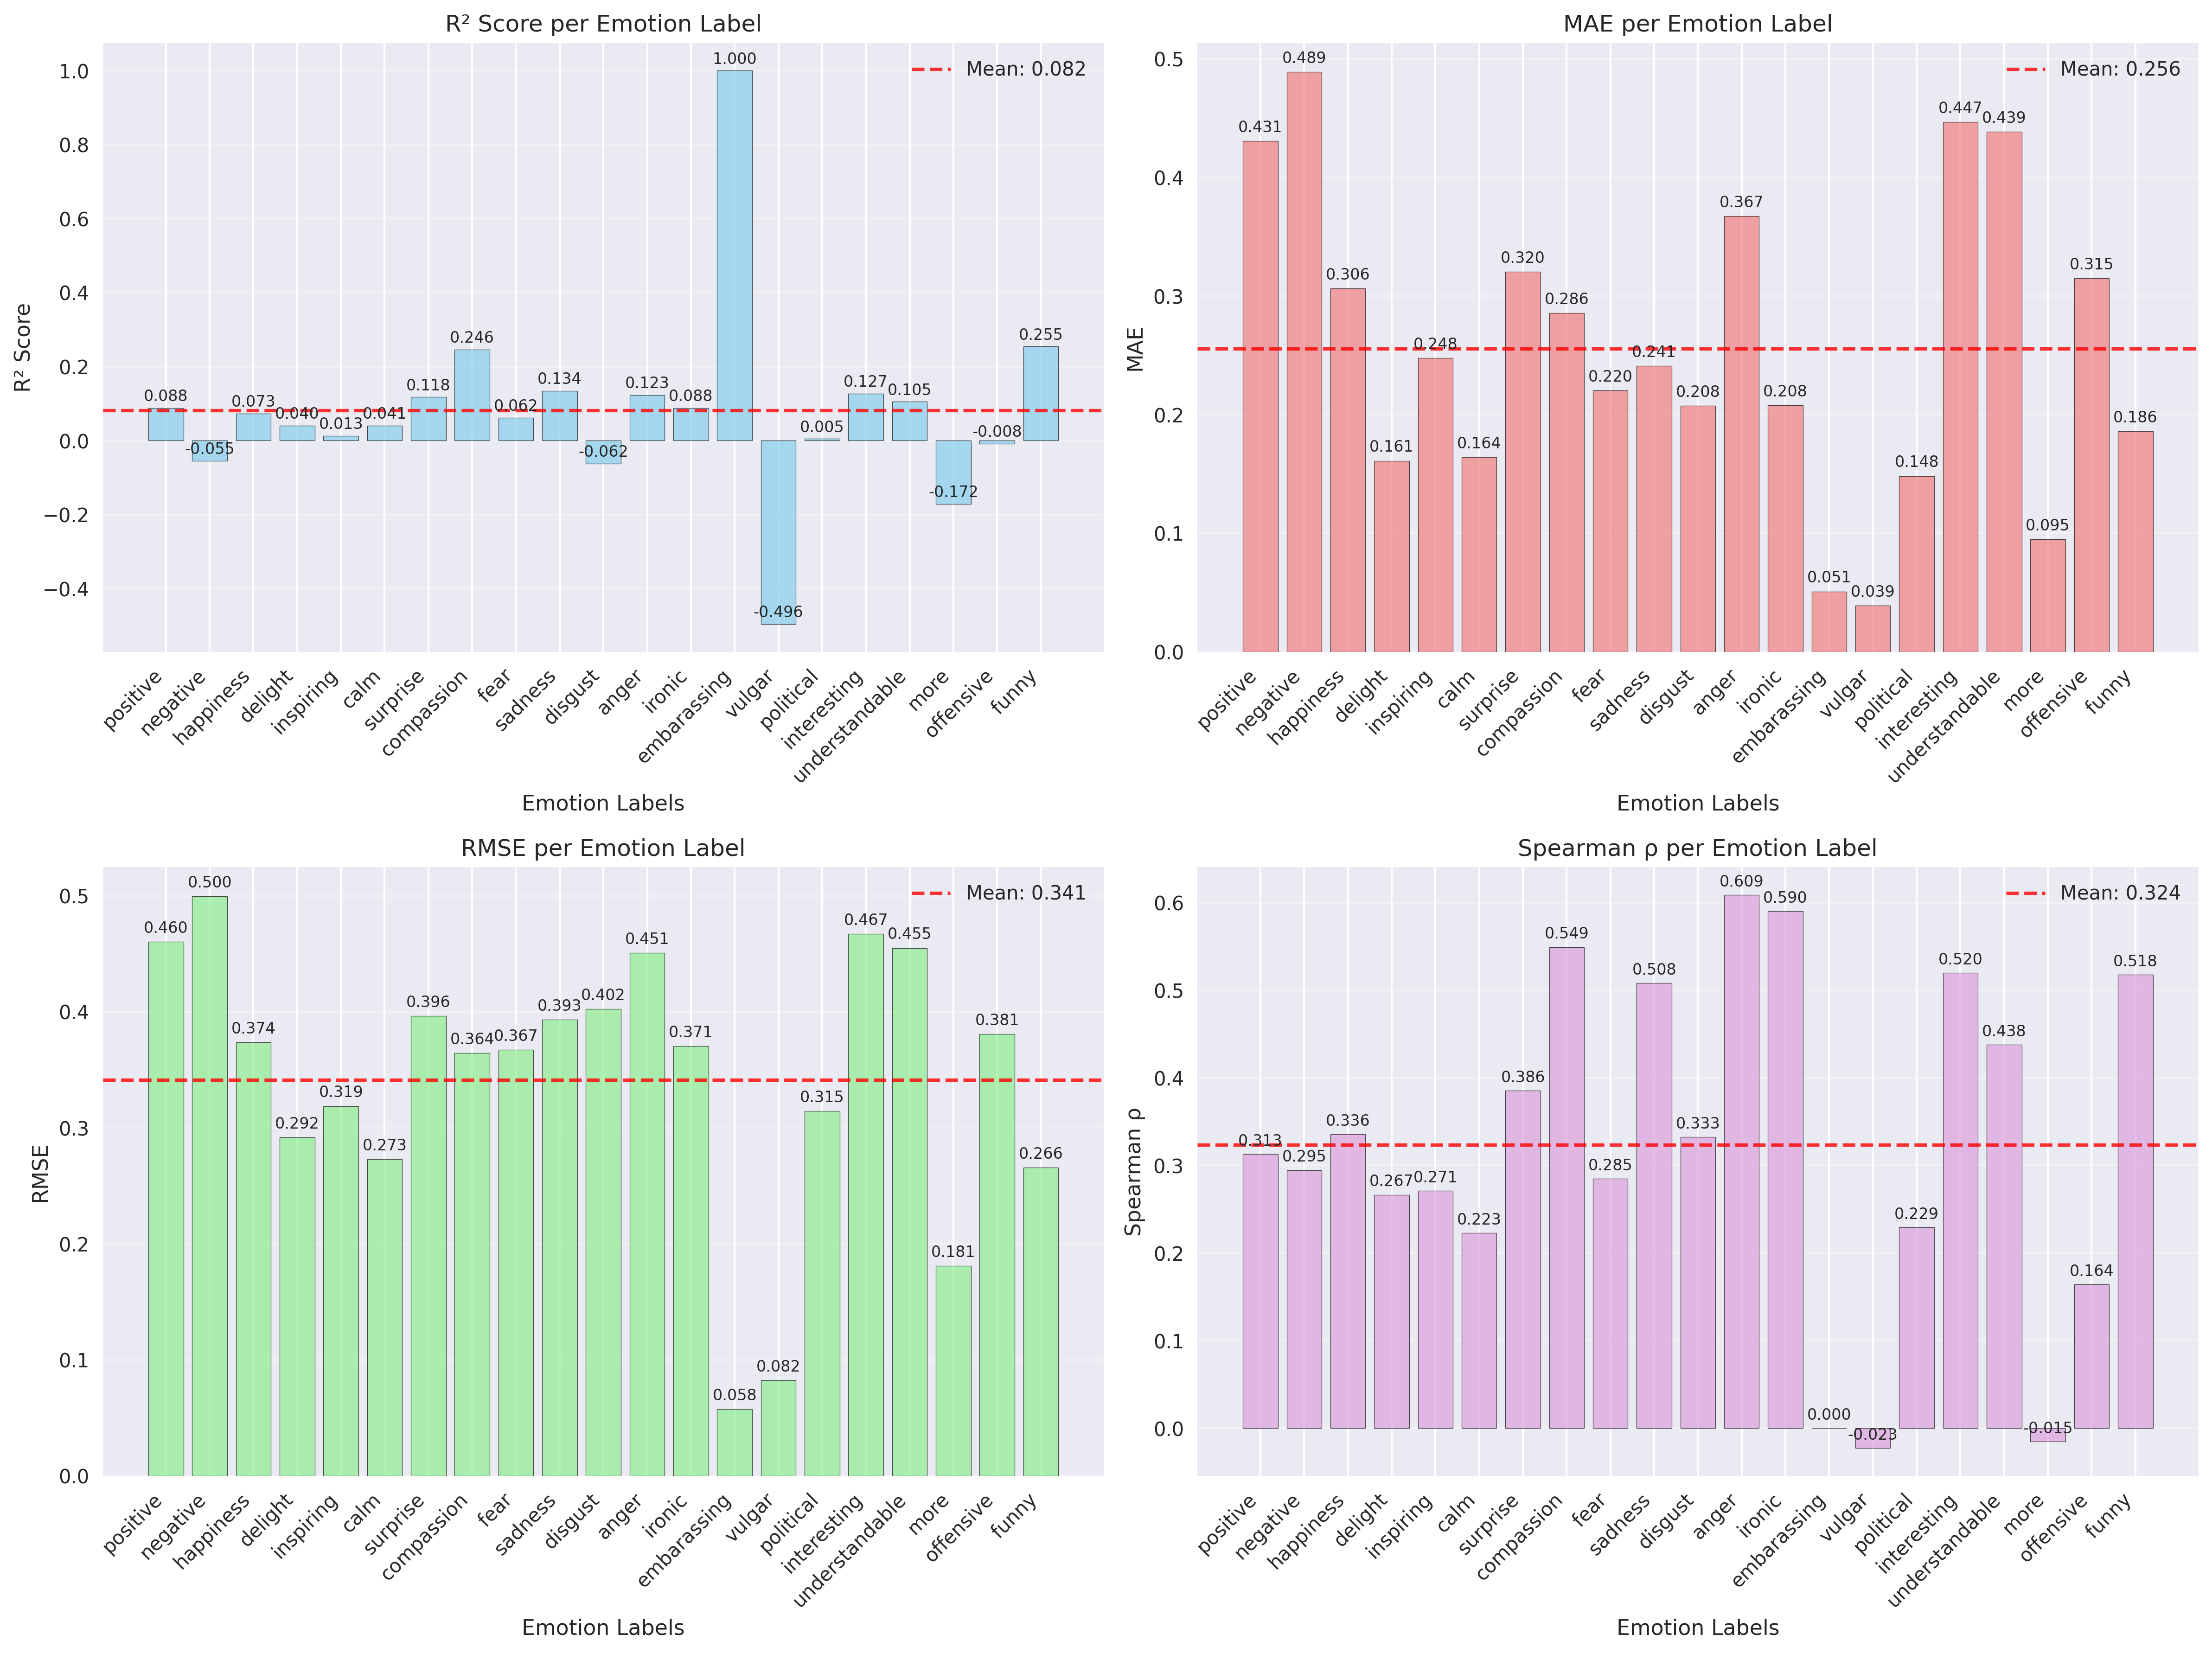 R² Score per Emotion Label
Mean: 0.082
R² Score
1.0
0.8
0.6
0.4
0.2
0.0
−0.2
−0.4
0.088
-0.055
0.073
0.040
0.013
0.041
0.118
0.246
0.062
0.134
-0.062
0.123
0.088
1.000
-0.496
0.005
0.127
0.105
-0.172
-0.008
0.255
positive
negative
happiness
delight
inspiring
calm
surprise
compassion
fear
sadness
disgust
anger
ironic
embarassing
vulgar
political
interesting
understandable
more
offensive
funny
Emotion Labels
MAE per Emotion Label
Mean: 0.256
MAE
0.5
0.4
0.3
0.2
0.1
0.0
0.431
0.489
0.306
0.161
0.248
0.164
0.320
0.286
0.220
0.241
0.208
0.367
0.208
0.051
0.039
0.148
0.447
0.439
0.095
0.315
0.186
positive
negative
happiness
delight
inspiring
calm
surprise
compassion
fear
sadness
disgust
anger
ironic
embarassing
vulgar
political
interesting
understandable
more
offensive
funny
Emotion Labels
RMSE per Emotion Label
Mean: 0.341
RMSE
0.5
0.4
0.3
0.2
0.1
0.0
0.460
0.500
0.374
0.292
0.319
0.273
0.396
0.364
0.367
0.393
0.402
0.451
0.371
0.058
0.082
0.315
0.467
0.455
0.181
0.381
0.266
positive
negative
happiness
delight
inspiring
calm
surprise
compassion
fear
sadness
disgust
anger
ironic
embarassing
vulgar
political
interesting
understandable
more
offensive
funny
Emotion Labels
Spearman ρ per Emotion Label
Mean: 0.324
Spearman ρ
0.6
0.5
0.4
0.3
0.2
0.1
0.0
0.313
0.295
0.336
0.267
0.271
0.223
0.386
0.549
0.285
0.508
0.333
0.609
0.590
0.000
-0.023
0.229
0.520
0.438
-0.015
0.164
0.518
positive
negative
happiness
delight
inspiring
calm
surprise
compassion
fear
sadness
disgust
anger
ironic
embarassing
vulgar
political
interesting
understandable
more
offensive
funny
Emotion Labels